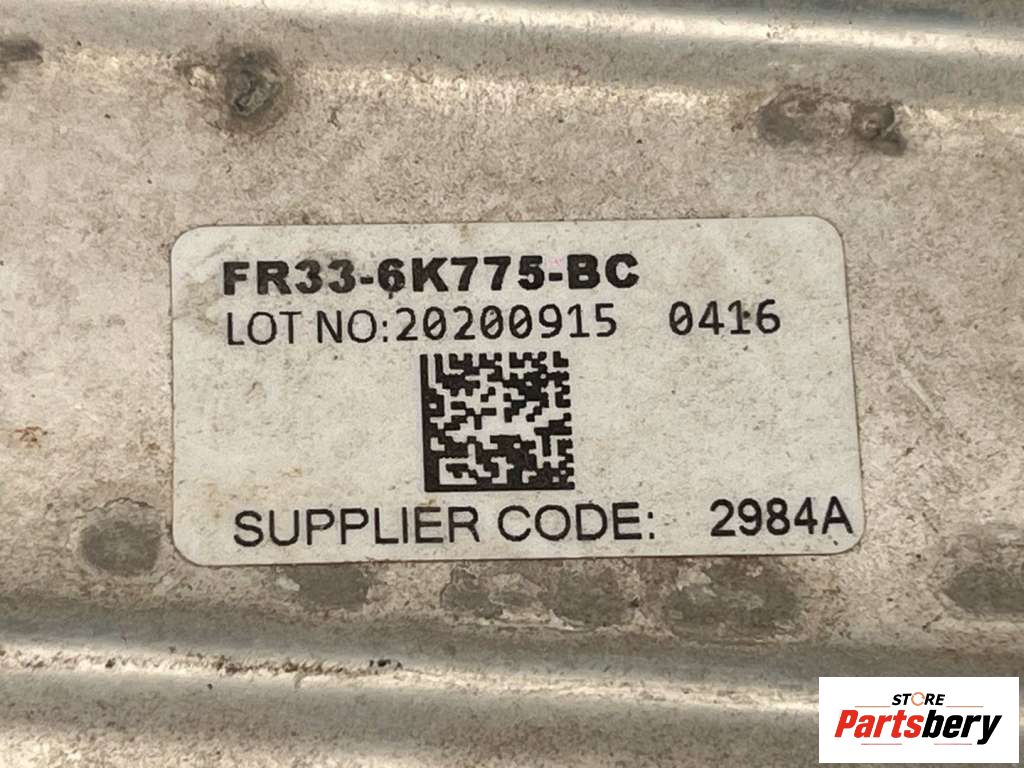 FR33-6K775-BC
LOT NO:20200915 0416
SUPPLIER CODE: 2984A
STORE
Partsbery